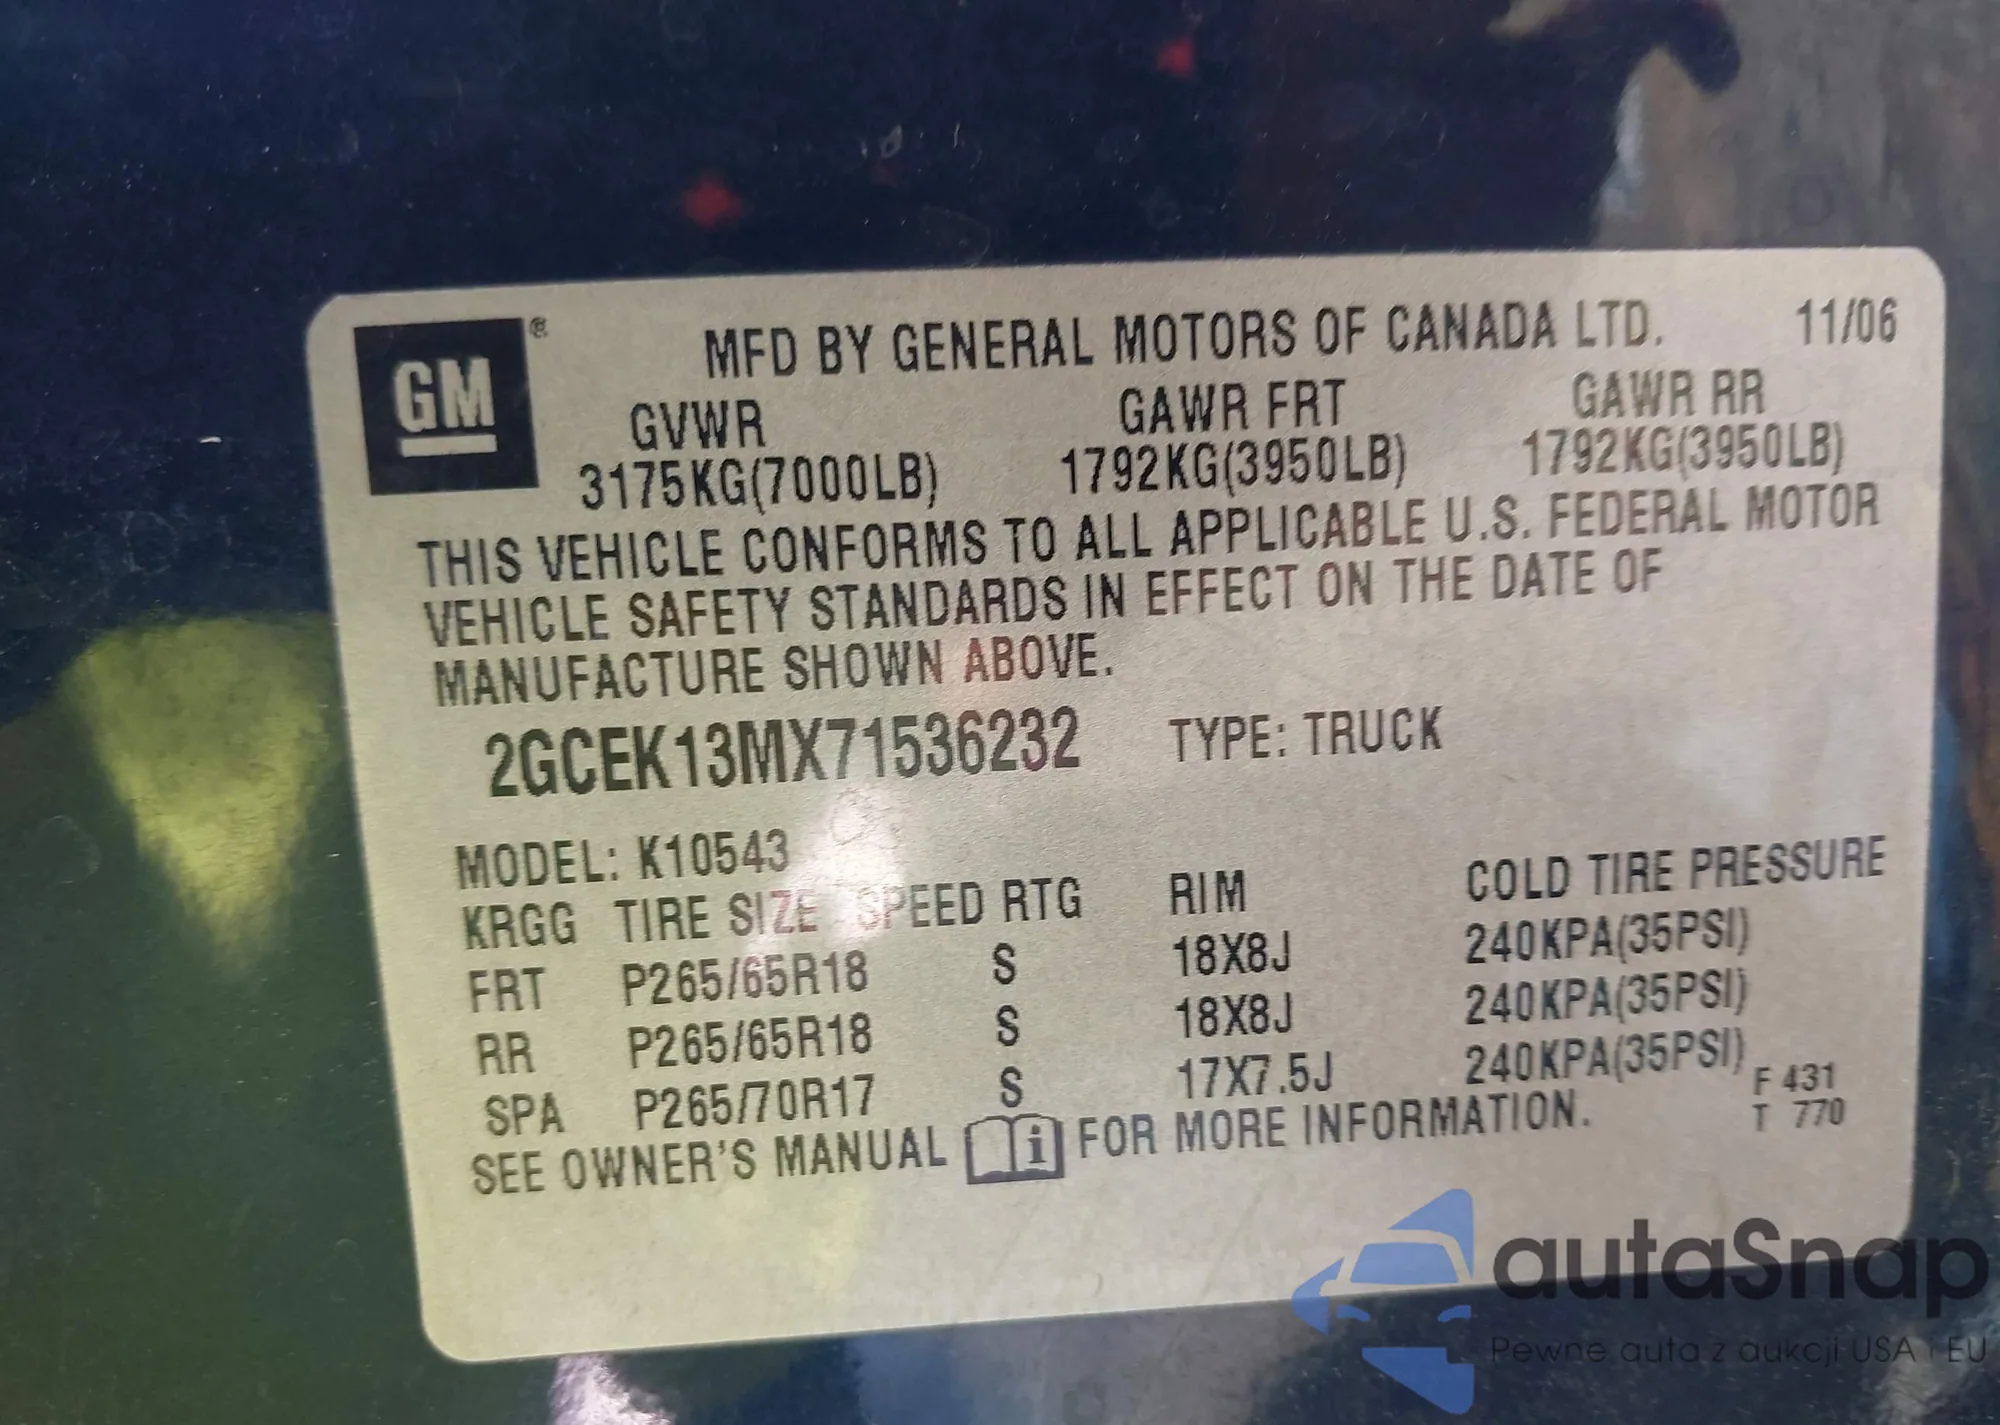 GM®
MFD BY GENERAL MOTORS OF CANADA LTD. 11/06
GVWR GAWR FRT GAWR RR
3175KG(7000LB) 1792KG(3950LB) 1792KG(3950LB)
THIS VEHICLE CONFORMS TO ALL APPLICABLE U.S. FEDERAL MOTOR
VEHICLE SAFETY STANDARDS IN EFFECT ON THE DATE OF
MANUFACTURE SHOWN ABOVE.
2GCEK13MX71536232 TYPE: TRUCK
MODEL: K10543
KRGG TIRE SIZE SPEED RTG RIM COLD TIRE PRESSURE
FRT P265/65R18 S 18X8J 240KPA(35PSI)
RR P265/65R18 S 18X8J 240KPA(35PSI)
SPA P265/70R17 S 17X7.5J 240KPA(35PSI)
F 431
T 770
SEE OWNER'S MANUAL i FOR MORE INFORMATION.
autaSnap
Pewne auta z aukcji USA i EU